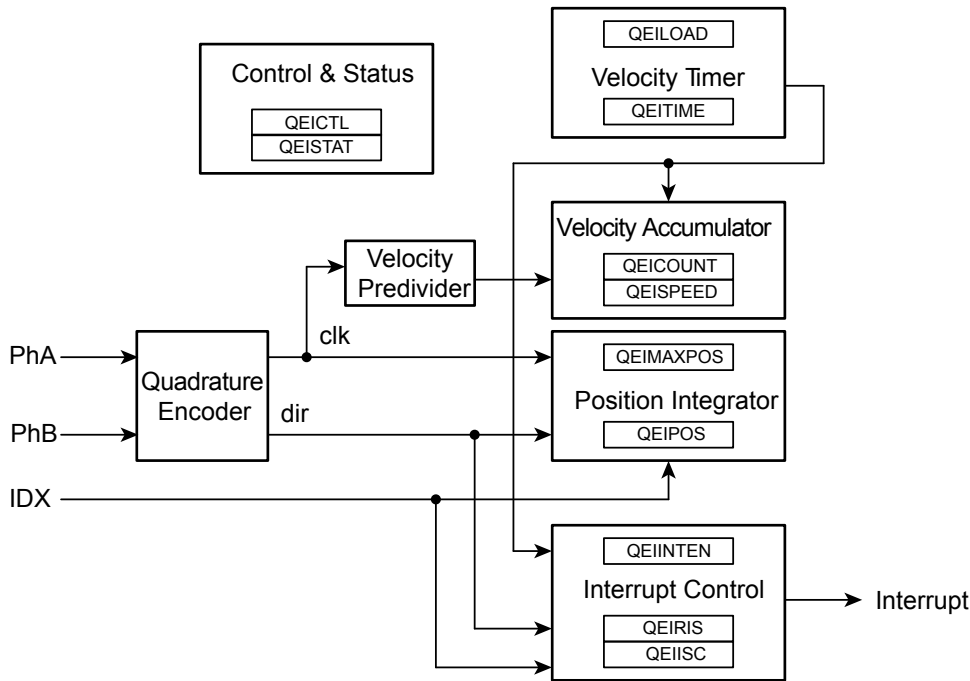 QEILOAD
Velocity Timer
QEITIME
Control & Status
QEICTL
QEISTAT
Velocity Accumulator
QEICOUNT
QEISPEED
Velocity
Predivider
clk
PhA
PhB
Quadrature
Encoder
dir
QEIMAXPOS
Position Integrator
QEIPOS
IDX
QEIINTEN
Interrupt Control
QEIRIS
QEIISC
Interrupt